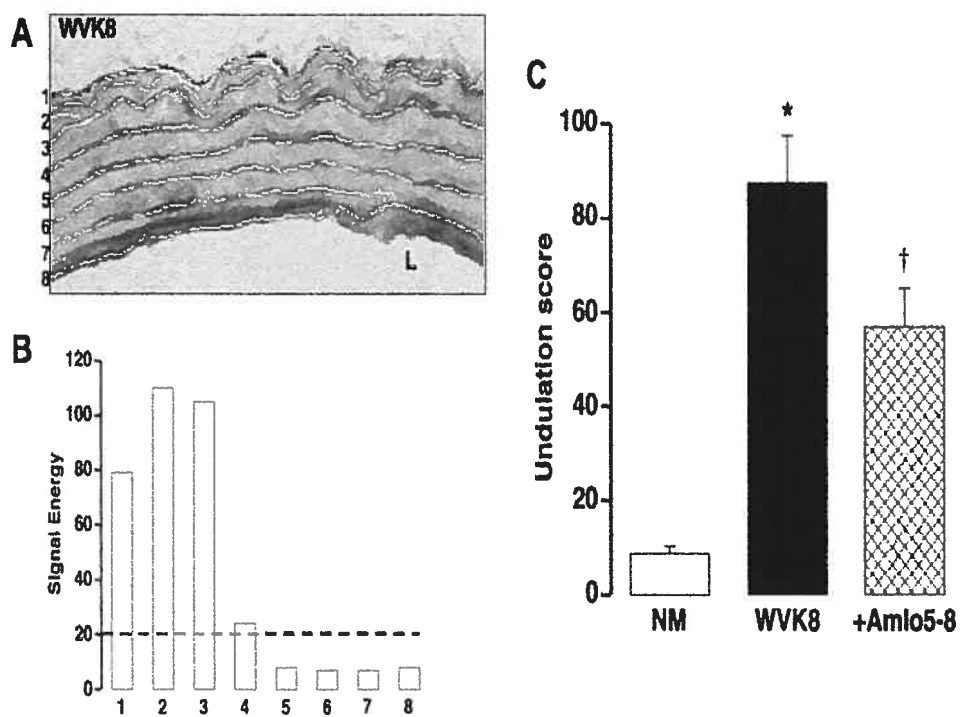 A
WVK8
1
2
3
4
5
6
7
8
L
B
Signal Energy
120
100
80
60
40
20
0
1 2 3 4 5 6 7 8
C
Undulation score
100
80
60
40
20
0
*
†
NM WVK8 +Amlo5-8